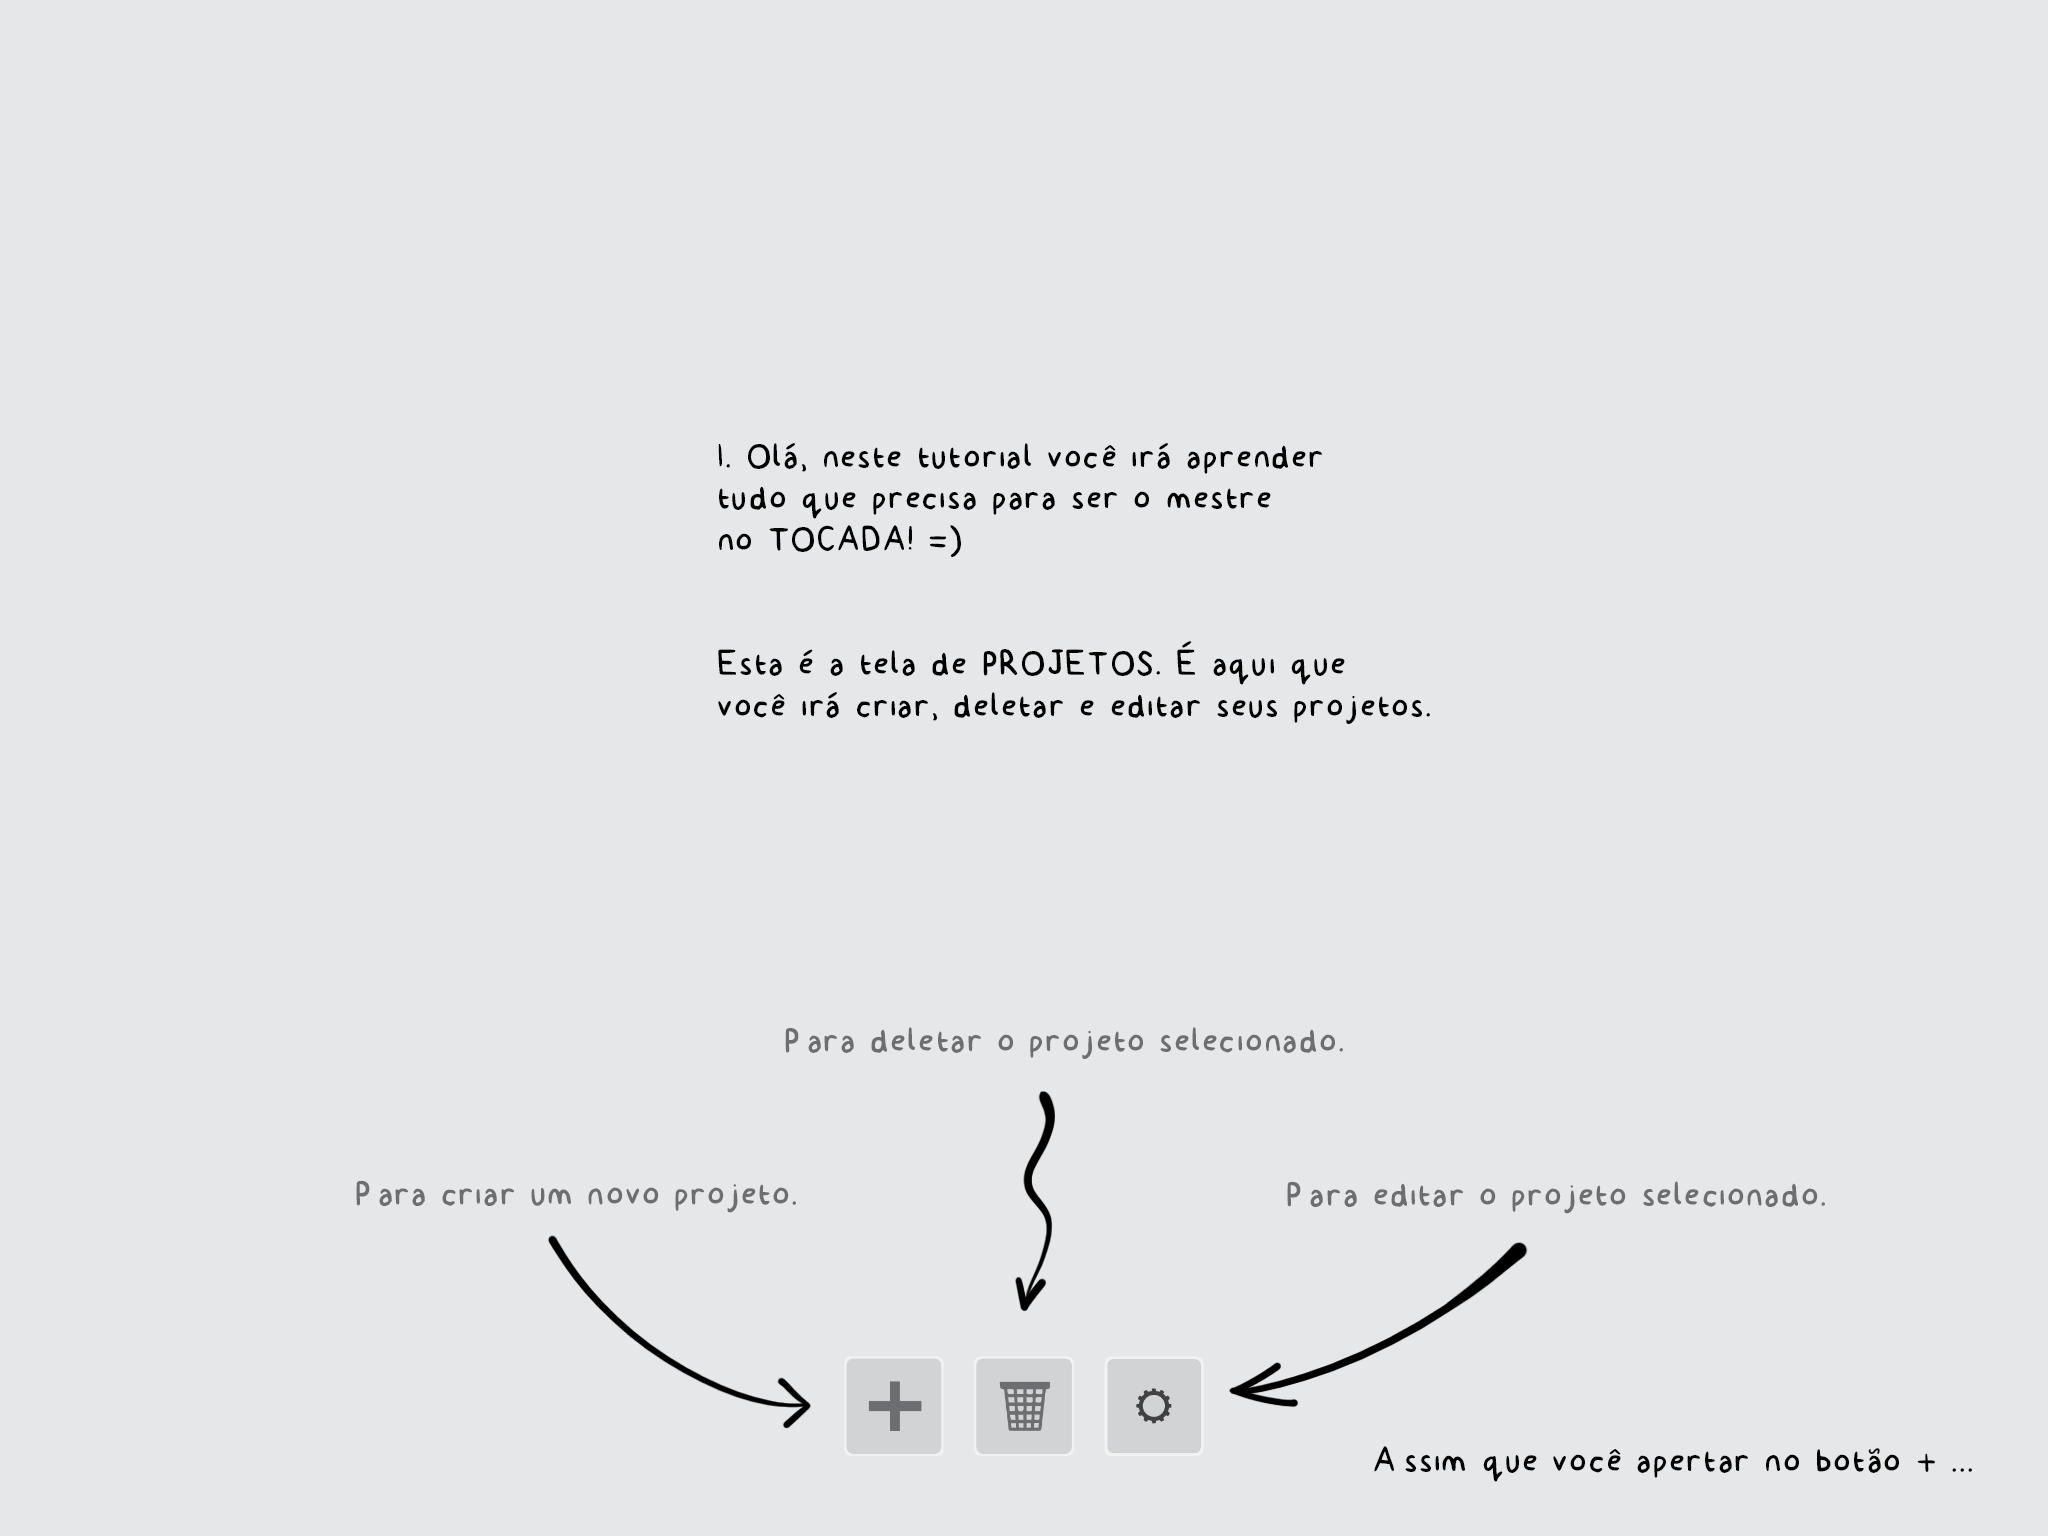 1. Olá, neste tutorial você irá aprender
tudo que precisa para ser o mestre
no TOCADA! =)
Esta é a tela de PROJETOS. É aqui que
você irá criar, deletar e editar seus projetos.
Para deletar o projeto selecionado.
Para criar um novo projeto.
Para editar o projeto selecionado.
Assim que você apertar no botão + ...